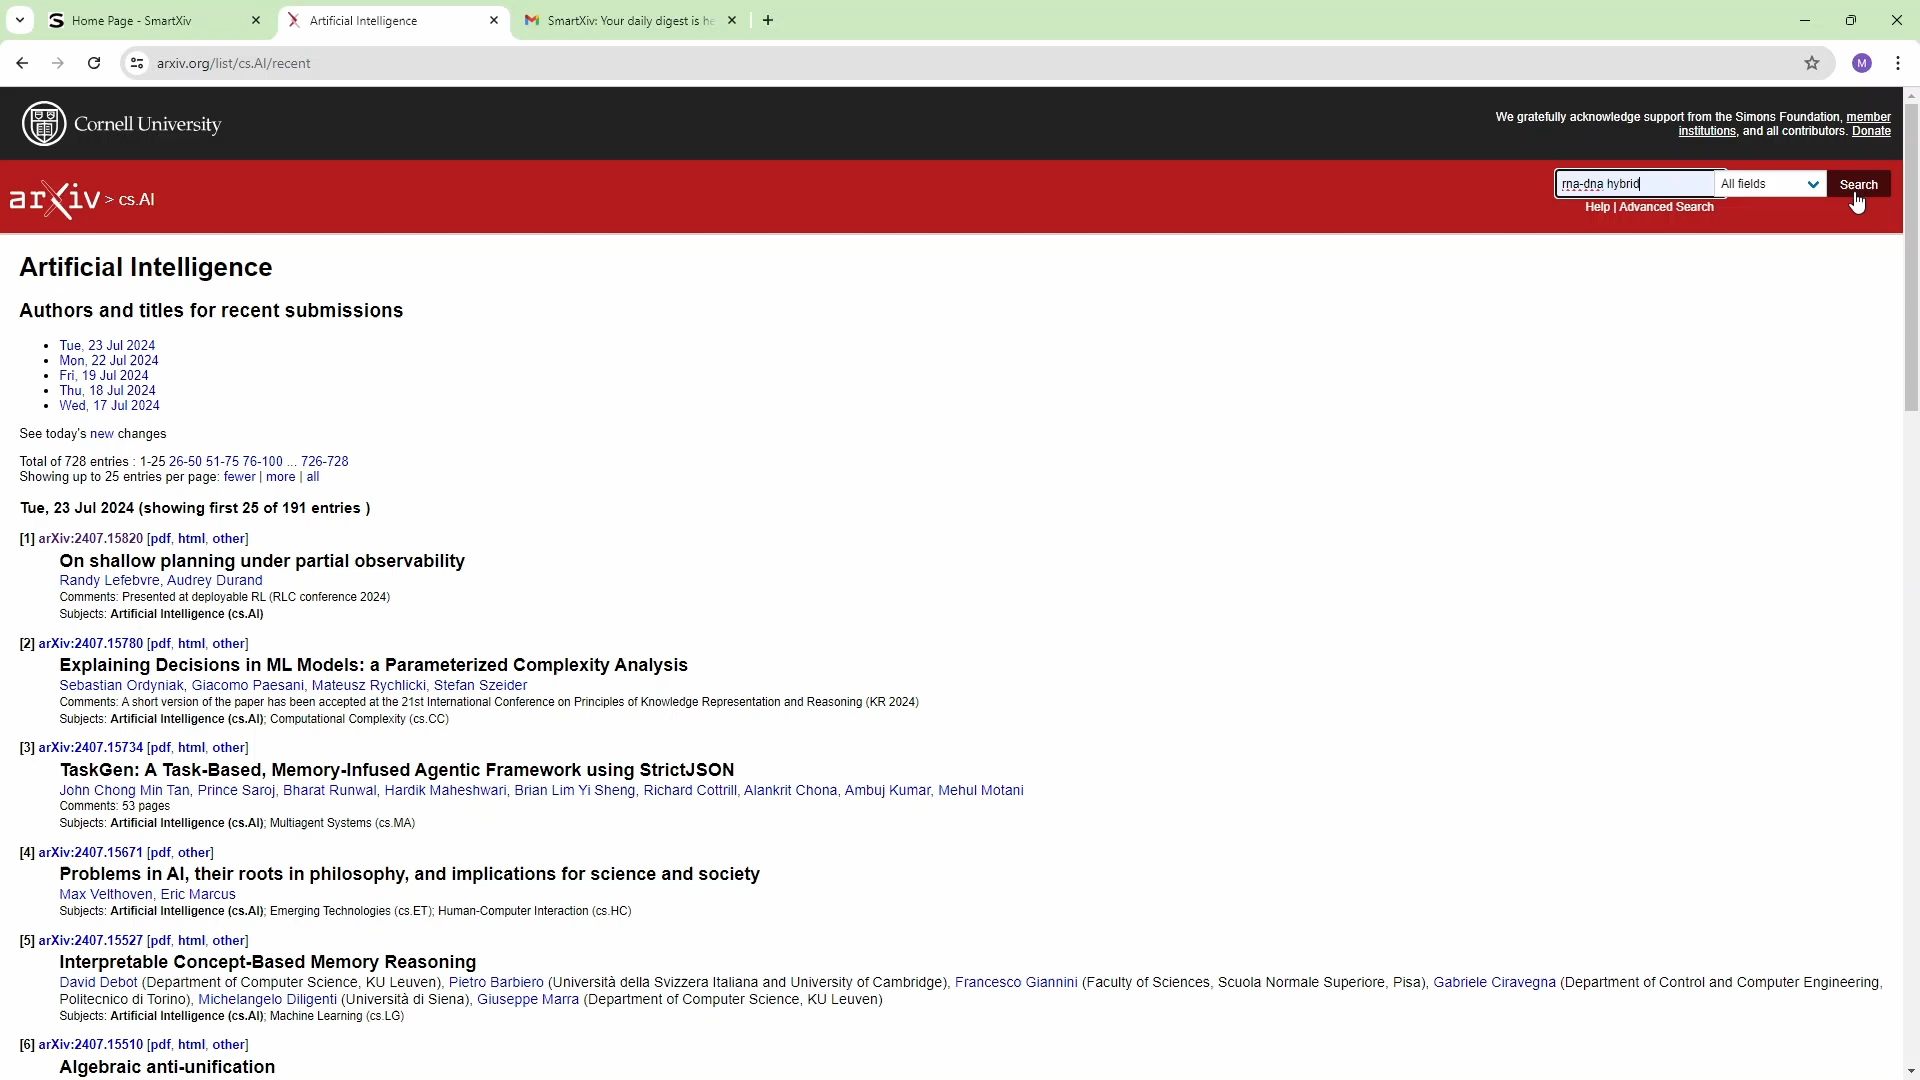 Home Page - SmartXiv
Artificial Intelligence
SmartXiv: Your daily digest is he
arxiv.org/list/cs.AI/recent
M
Cornell University
We gratefully acknowledge support from the Simons Foundation, member
institutions, and all contributors. Donate
arXiv > cs.AI
rna-dna hybrid
All fields
Search
Help | Advanced Search
Artificial Intelligence
Authors and titles for recent submissions
• Tue, 23 Jul 2024
• Mon, 22 Jul 2024
• Fri, 19 Jul 2024
• Thu, 18 Jul 2024
• Wed, 17 Jul 2024
See today's new changes
Total of 728 entries : 1-25 26-50 51-75 76-100 ... 726-728
Showing up to 25 entries per page: fewer | more | all
Tue, 23 Jul 2024 (showing first 25 of 191 entries )
[1] arXiv:2407.15820 [pdf, html, other]
On shallow planning under partial observability
Randy Lefebvre, Audrey Durand
Comments: Presented at deployable RL (RLC conference 2024)
Subjects: Artificial Intelligence (cs.AI)
[2] arXiv:2407.15780 [pdf, html, other]
Explaining Decisions in ML Models: a Parameterized Complexity Analysis
Sebastian Ordyniak, Giacomo Paesani, Mateusz Rychlicki, Stefan Szeider
Comments: A short version of the paper has been accepted at the 21st International Conference on Principles of Knowledge Representation and Reasoning (KR 2024)
Subjects: Artificial Intelligence (cs.AI); Computational Complexity (cs.CC)
[3] arXiv:2407.15734 [pdf, html, other]
TaskGen: A Task-Based, Memory-Infused Agentic Framework using StrictJSON
John Chong Min Tan, Prince Saroj, Bharat Runwal, Hardik Maheshwari, Brian Lim Yi Sheng, Richard Cottrill, Alankrit Chona, Ambuj Kumar, Mehul Motani
Comments: 53 pages
Subjects: Artificial Intelligence (cs.AI); Multiagent Systems (cs.MA)
[4] arXiv:2407.15671 [pdf, other]
Problems in AI, their roots in philosophy, and implications for science and society
Max Velthoven, Eric Marcus
Subjects: Artificial Intelligence (cs.AI); Emerging Technologies (cs.ET); Human-Computer Interaction (cs.HC)
[5] arXiv:2407.15527 [pdf, html, other]
Interpretable Concept-Based Memory Reasoning
David Debot (Department of Computer Science, KU Leuven), Pietro Barbiero (Università della Svizzera Italiana and University of Cambridge), Francesco Giannini (Faculty of Sciences, Scuola Normale Superiore, Pisa), Gabriele Ciravegna (Department of Control and Computer Engineering,
Politecnico di Torino), Michelangelo Diligenti (Università di Siena), Giuseppe Marra (Department of Computer Science, KU Leuven)
Subjects: Artificial Intelligence (cs.AI); Machine Learning (cs.LG)
[6] arXiv:2407.15510 [pdf, html, other]
Algebraic anti-unification